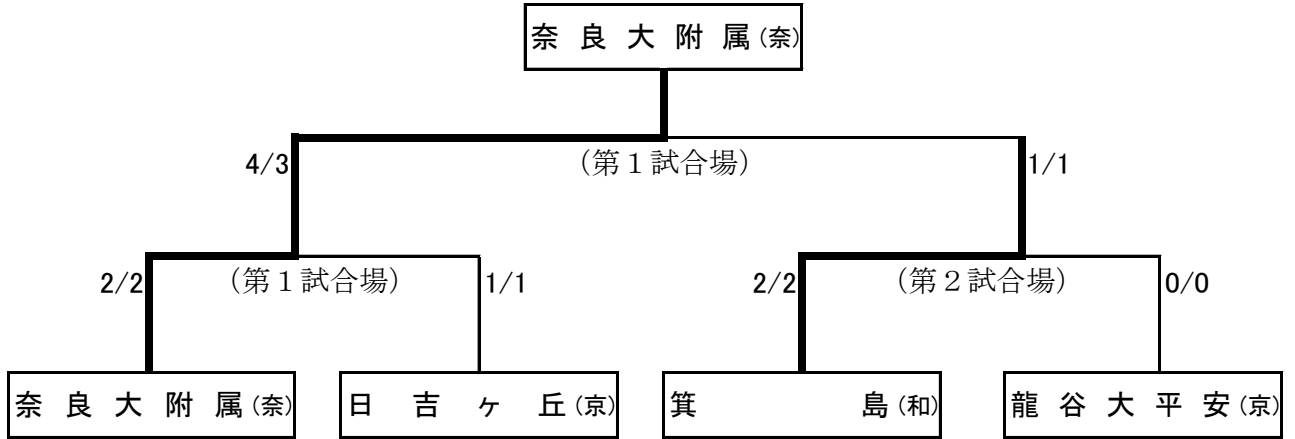 奈良大附属(奈)
4/3 (第1試合場) 1/1
2/2 (第1試合場) 1/1 2/2 (第2試合場) 0/0
奈良大附属(奈) 日吉ヶ丘(京) 箕島(和) 龍谷大平安(京)